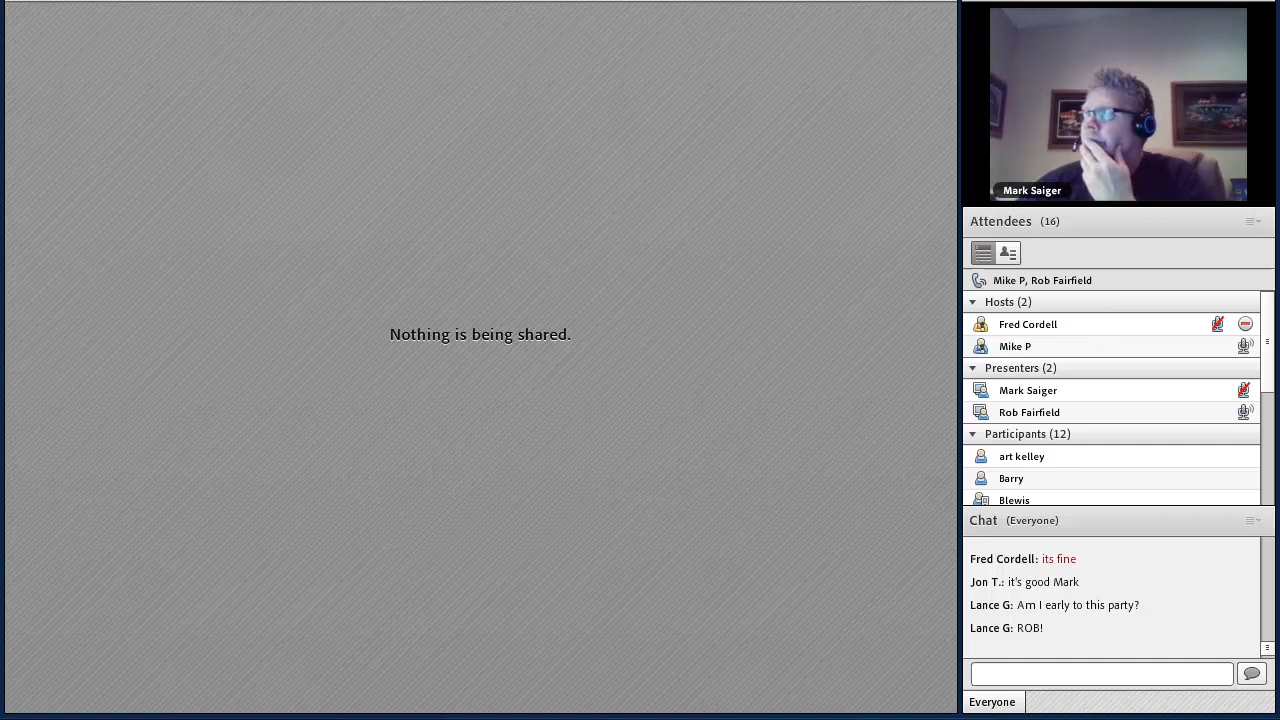 Nothing is being shared.
Mark Saiger
Attendees (16)
Mike P, Rob Fairfield
Hosts (2)
Fred Cordell
Mike P
Presenters (2)
Mark Saiger
Rob Fairfield
Participants (12)
art kelley
Barry
Blewis
Chat (Everyone)
Fred Cordell: its fine
Jon T.: it's good Mark
Lance G: Am I early to this party?
Lance G: ROB!
Everyone